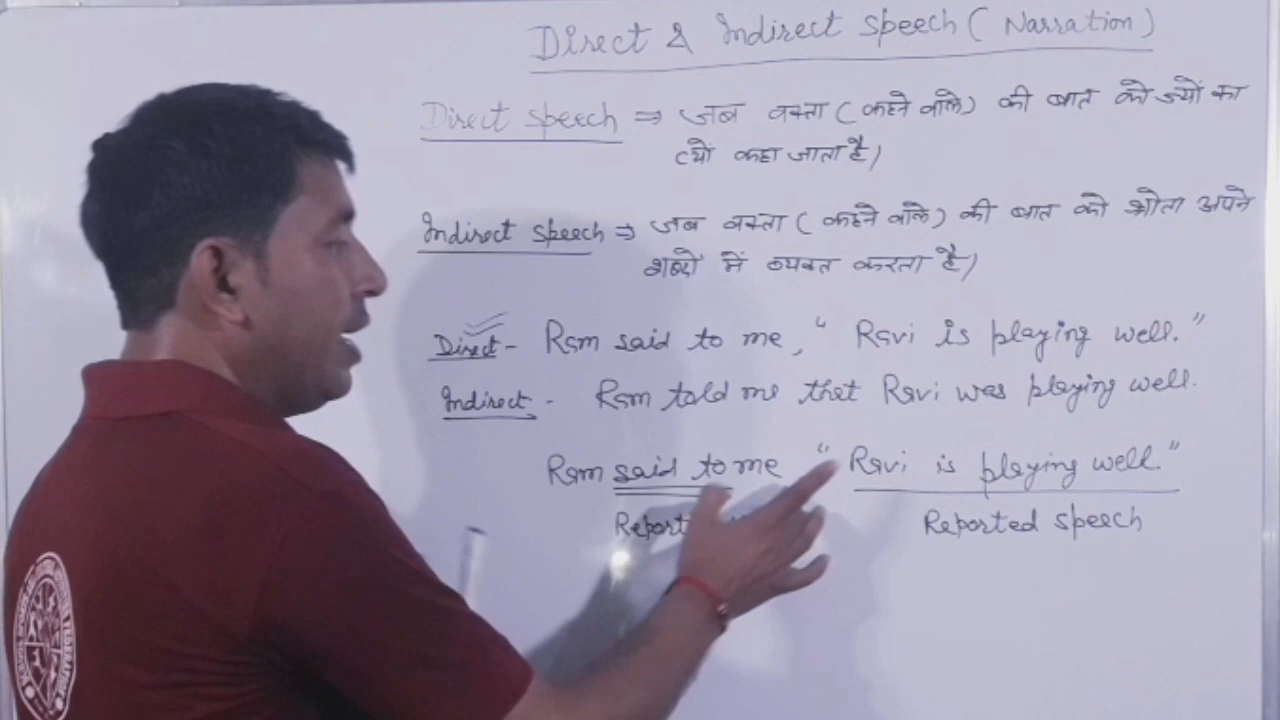 Direct & Indirect Speech ( Narration )
Direct speech ⇒ जब वक्ता ( कहने वाले ) की बात को ज्यों का
त्यों कहा जाता है।
Indirect speech ⇒ जब वक्ता ( कहने वाले ) की बात को श्रोता अपने
शब्दों में व्यक्त करता है।
Direct - Ram said to me, " Ravi is playing well. "
Indirect - Ram told me that Ravi was playing well.
Ram said to me " Ravi is playing well. "
Report Reported speech